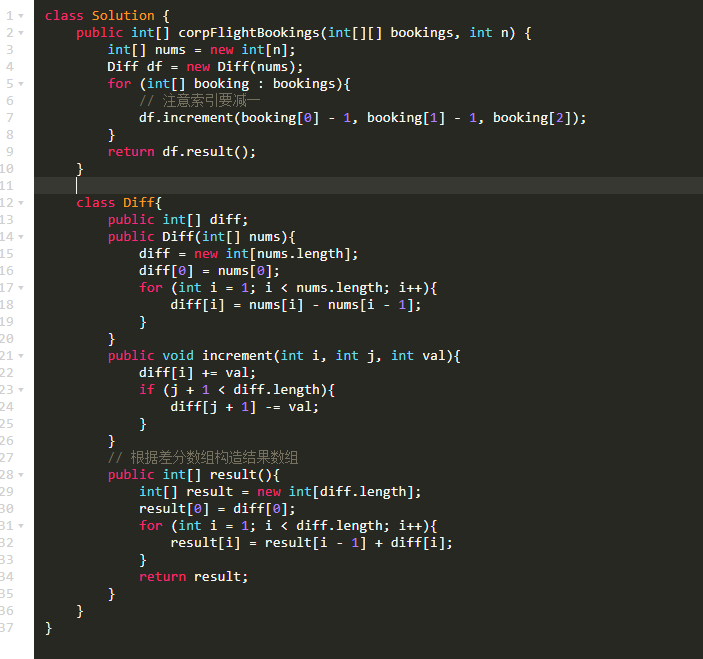 1 class Solution {
2 public int[] corpFlightBookings(int[][] bookings, int n) {
3 int[] nums = new int[n];
4 Diff df = new Diff(nums);
5 for (int[] booking : bookings){
6 // 注意索引要减一
7 df.increment(booking[0] - 1, booking[1] - 1, booking[2]);
8 }
9 return df.result();
10 }
11
12 class Diff{
13 public int[] diff;
14 public Diff(int[] nums){
15 diff = new int[nums.length];
16 diff[0] = nums[0];
17 for (int i = 1; i < nums.length; i++){
18 diff[i] = nums[i] - nums[i - 1];
19 }
20 }
21 public void increment(int i, int j, int val){
22 diff[i] += val;
23 if (j + 1 < diff.length){
24 diff[j + 1] -= val;
25 }
26 }
27 // 根据差分数组构造结果数组
28 public int[] result(){
29 int[] result = new int[diff.length];
30 result[0] = diff[0];
31 for (int i = 1; i < diff.length; i++){
32 result[i] = result[i - 1] + diff[i];
33 }
34 return result;
35 }
36 }
37 }